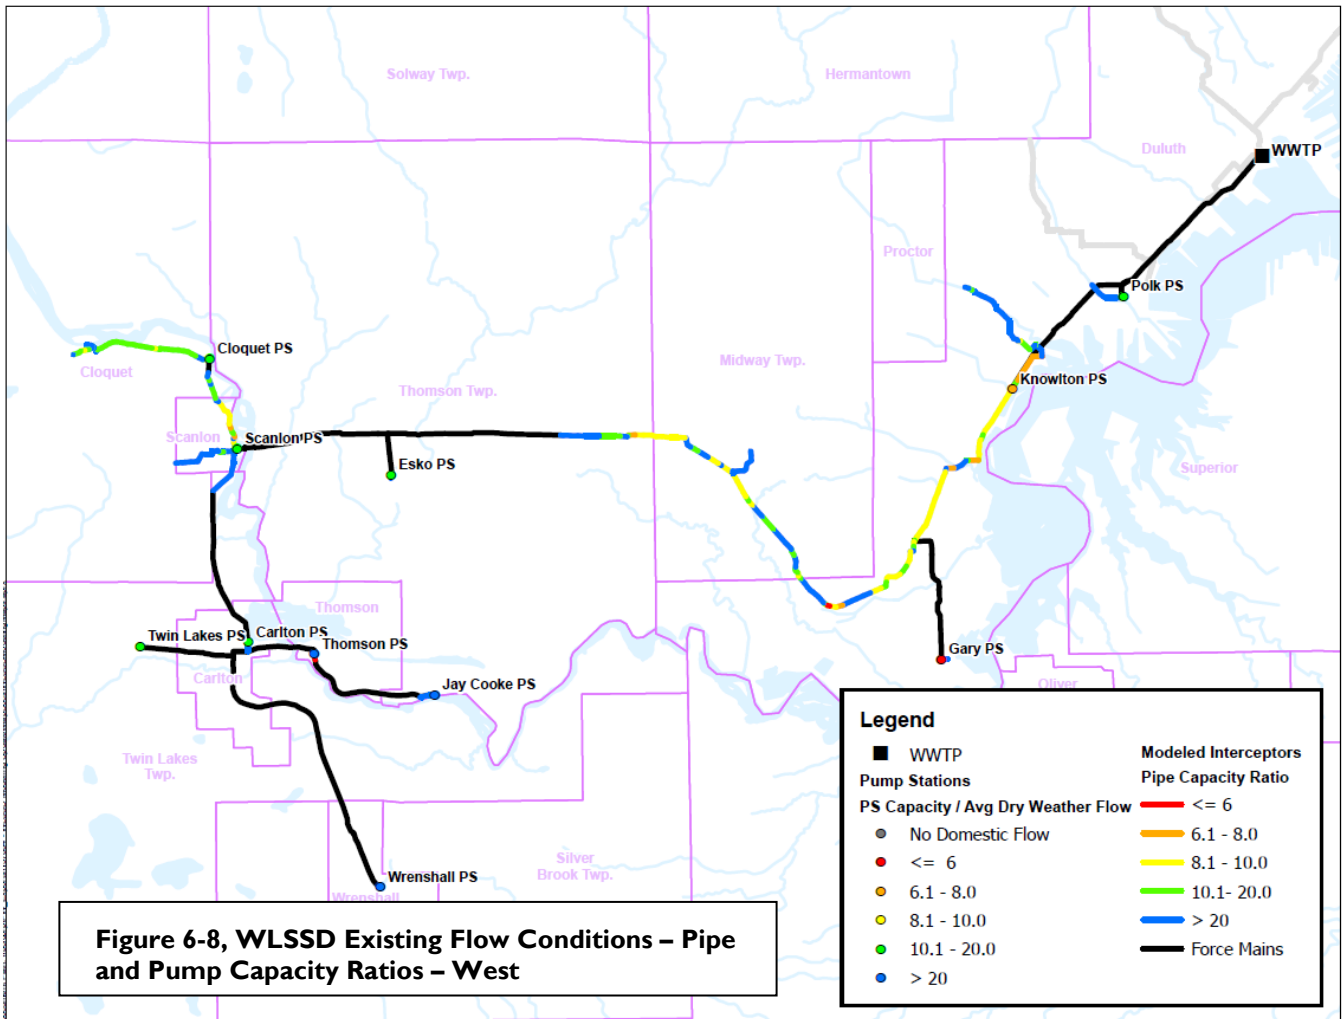 Solway Twp.
Hermantown
Duluth
WWTP
Proctor
Polk PS
Cloquet PS
Cloquet
Midway Twp.
Thomson Twp.
Knowlton PS
Scanlon
Scanlon PS
Esko PS
Superior
Thomson
Twin Lakes PS
Carlton PS
Thomson PS
Carlton
Gary PS
Jay Cooke PS
Oliver
Twin Lakes
Twp.
Silver
Brook Twp.
Wrenshall PS
Wrenshall
Legend
WWTP
Pump Stations
PS Capacity / Avg Dry Weather Flow
No Domestic Flow
<= 6
6.1 - 8.0
8.1 - 10.0
10.1 - 20.0
> 20
Modeled Interceptors
Pipe Capacity Ratio
<= 6
6.1 - 8.0
8.1 - 10.0
10.1- 20.0
> 20
Force Mains
Figure 6-8, WLSSD Existing Flow Conditions – Pipe
and Pump Capacity Ratios – West